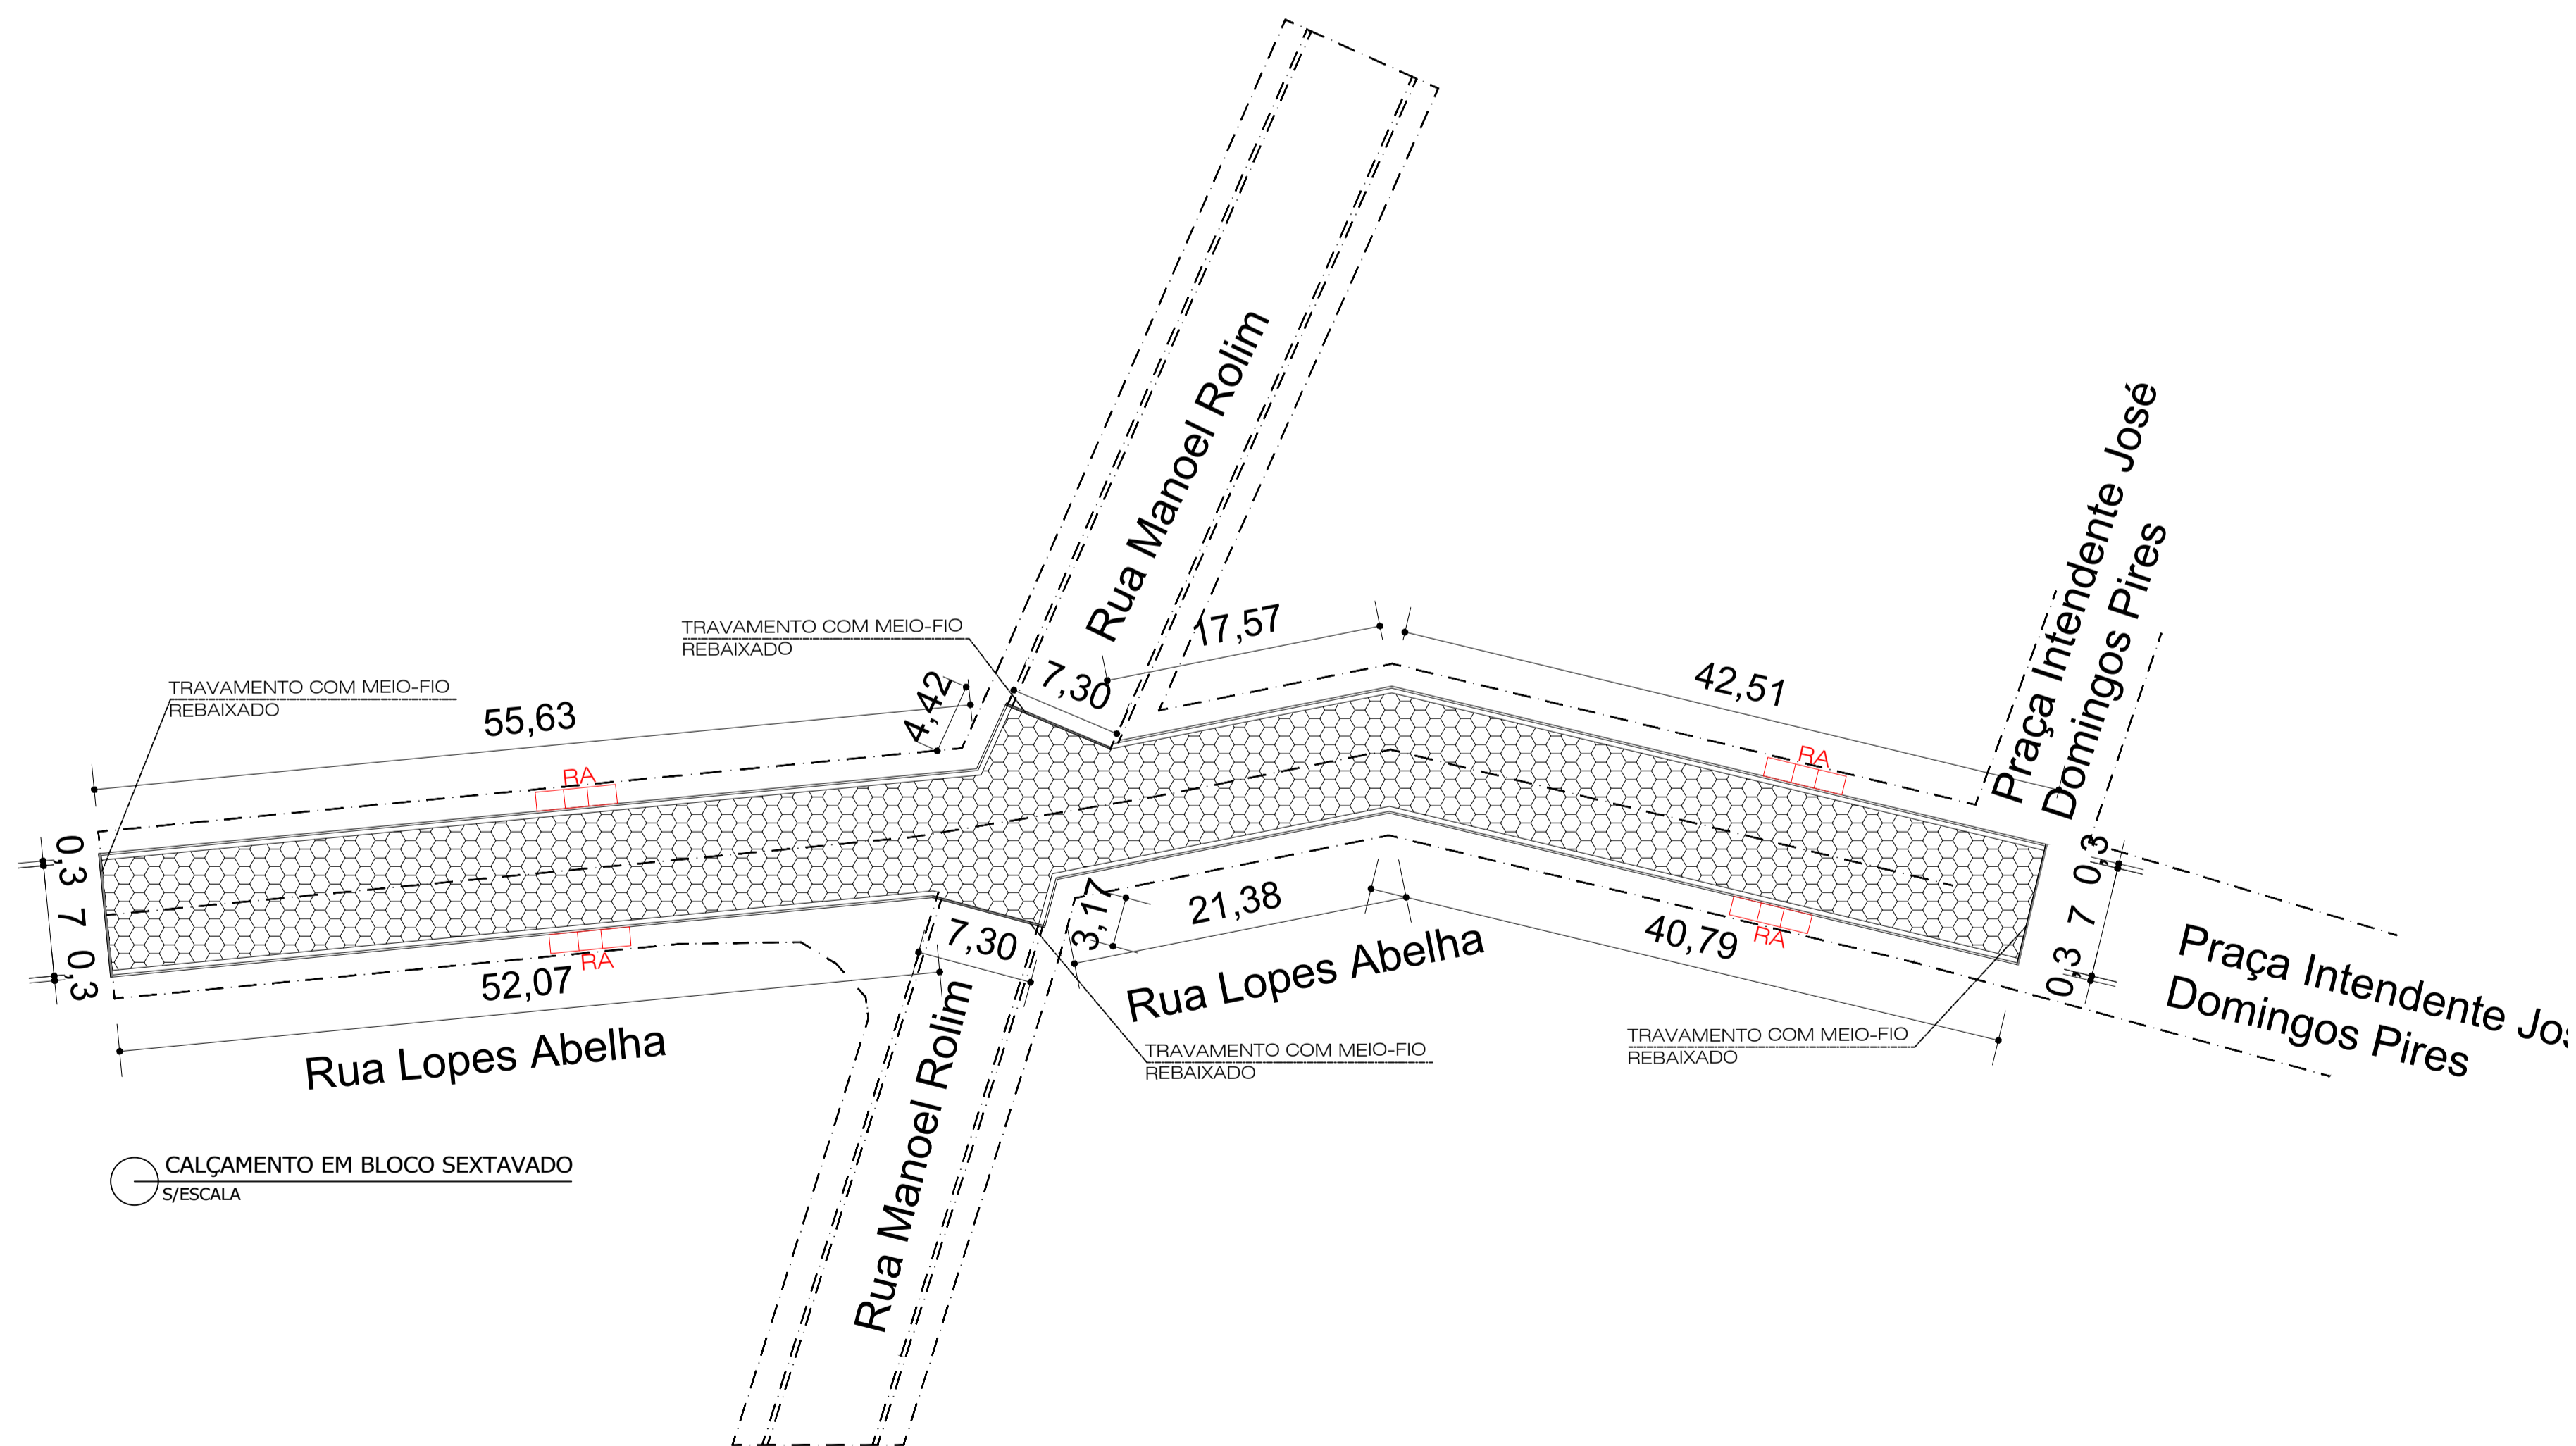 Rua Manoel Rolim
Praça Intendente José
Domingos Pires
17,57
42,51
7,30
4,42
55,63
TRAVAMENTO COM MEIO-FIO
REBAIXADO
TRAVAMENTO COM MEIO-FIO
REBAIXADO
RA
RA
0,3
7
0,3
0,3
7
0,3
RA
RA
52,07
7,30
3,17
21,38
40,79
Rua Lopes Abelha
Rua Lopes Abelha
Rua Manoel Rolim
TRAVAMENTO COM MEIO-FIO
REBAIXADO
TRAVAMENTO COM MEIO-FIO
REBAIXADO
Praça Intendente Jos
Domingos Pires
CALÇAMENTO EM BLOCO SEXTAVADO
S/ESCALA